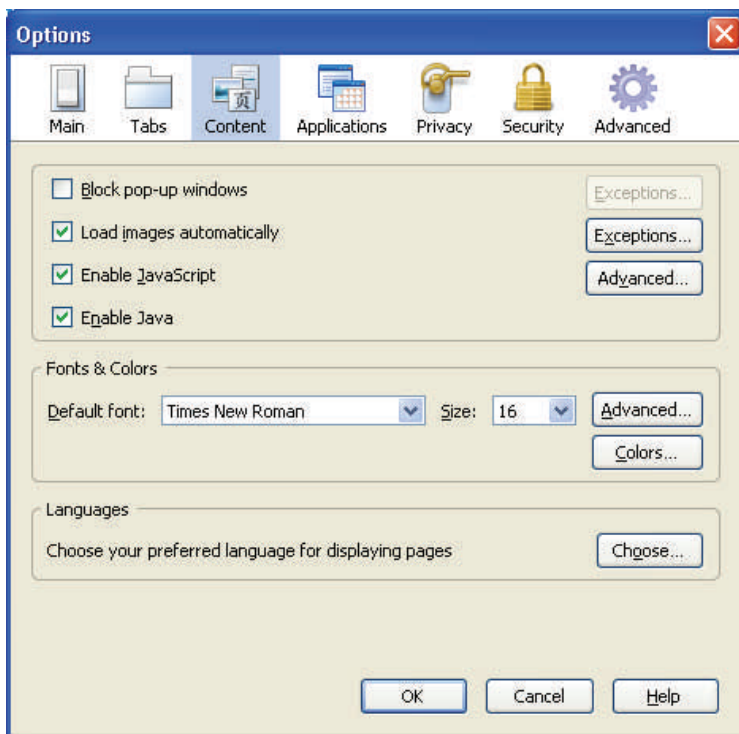 Options
Main Tabs Content Applications Privacy Security Advanced
页
Block pop-up windows Exceptions...
Load images automatically Exceptions...
Enable JavaScript Advanced...
Enable Java
Fonts & Colors
Default font: Times New Roman Size: 16 Advanced...
Colors...
Languages
Choose your preferred language for displaying pages Choose...
OK Cancel Help